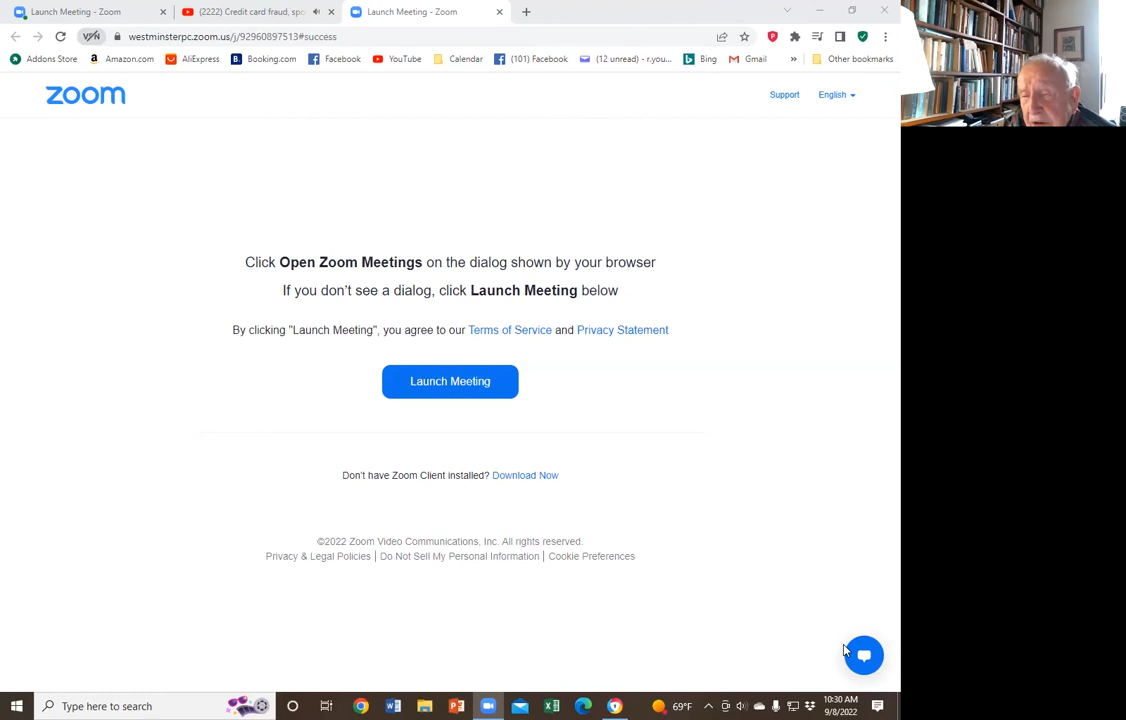 Launch Meeting - Zoom
(2222) Credit card fraud, spo
Launch Meeting - Zoom
VPN
westminsterpc.zoom.us/j/92960897513#success
Addons Store
Amazon.com
AliExpress
Booking.com
Facebook
YouTube
Calendar
(101) Facebook
(12 unread) - r.you...
Bing
Gmail
»
Other bookmarks
zoom
Support
English
Click Open Zoom Meetings on the dialog shown by your browser
If you don't see a dialog, click Launch Meeting below
By clicking "Launch Meeting", you agree to our Terms of Service and Privacy Statement
Launch Meeting
Don't have Zoom Client installed? Download Now
©2022 Zoom Video Communications, Inc. All rights reserved.
Privacy & Legal Policies | Do Not Sell My Personal Information | Cookie Preferences
Type here to search
69°F
10:30 AM
9/8/2022